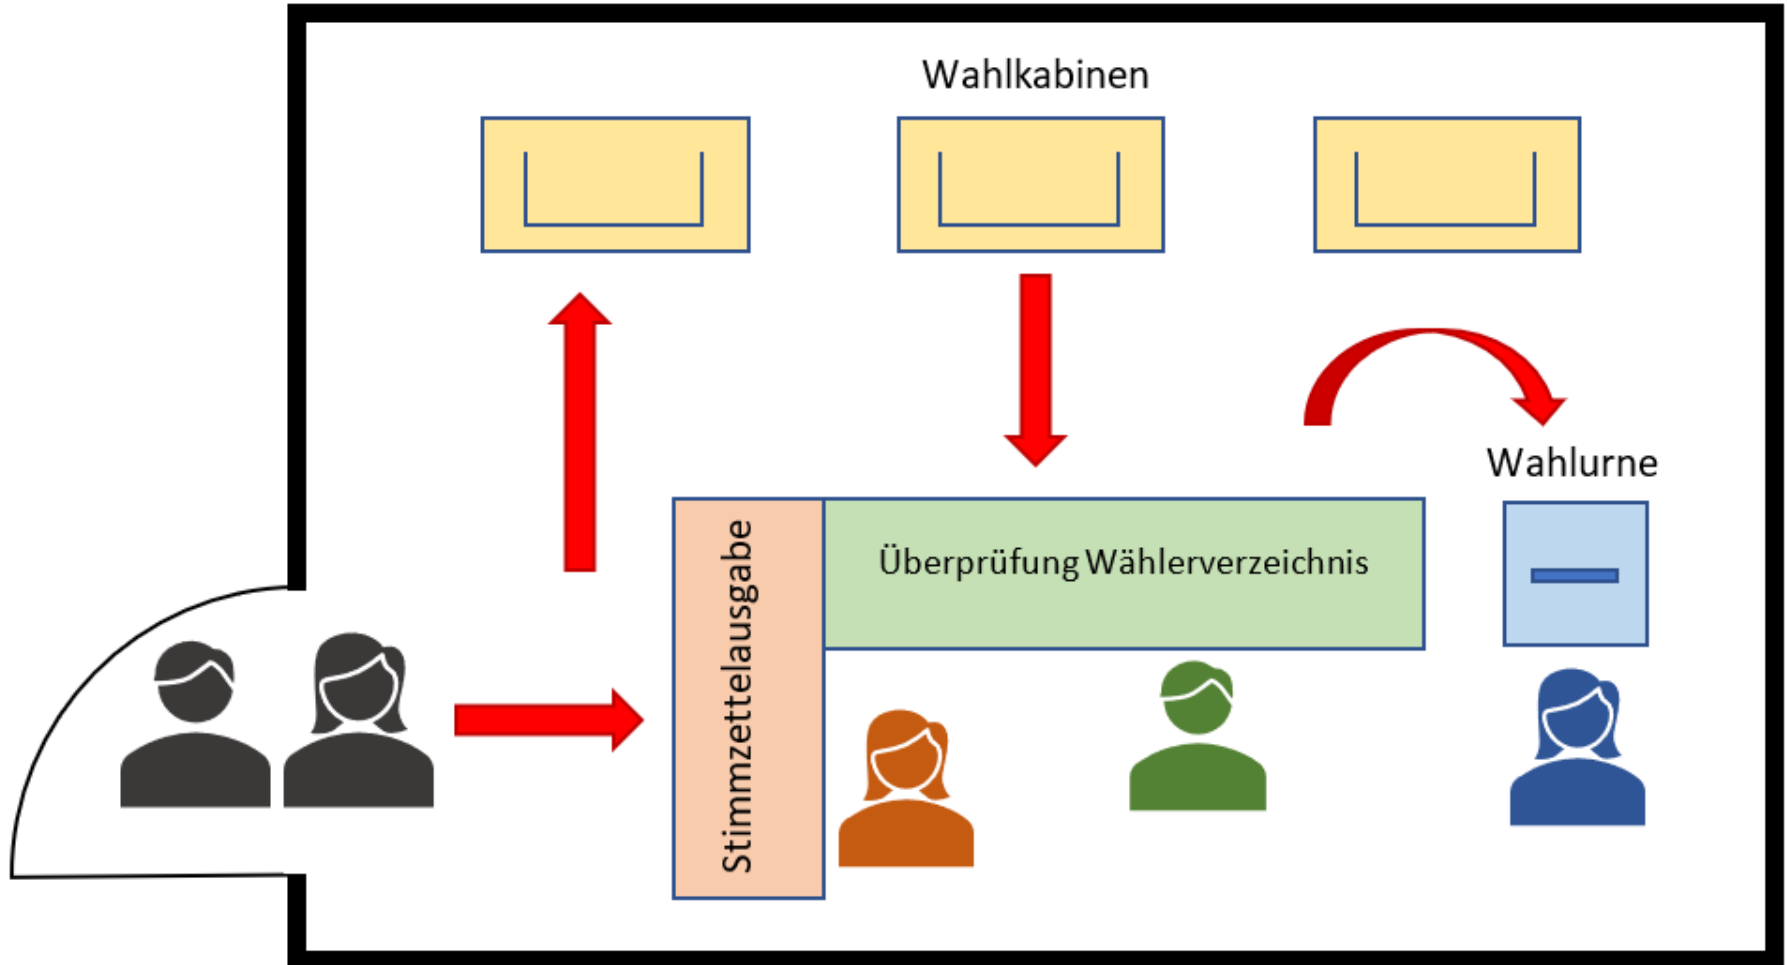 Wahlkabinen
Wahlurne
Stimmzettelausgabe
Überprüfung Wählerverzeichnis